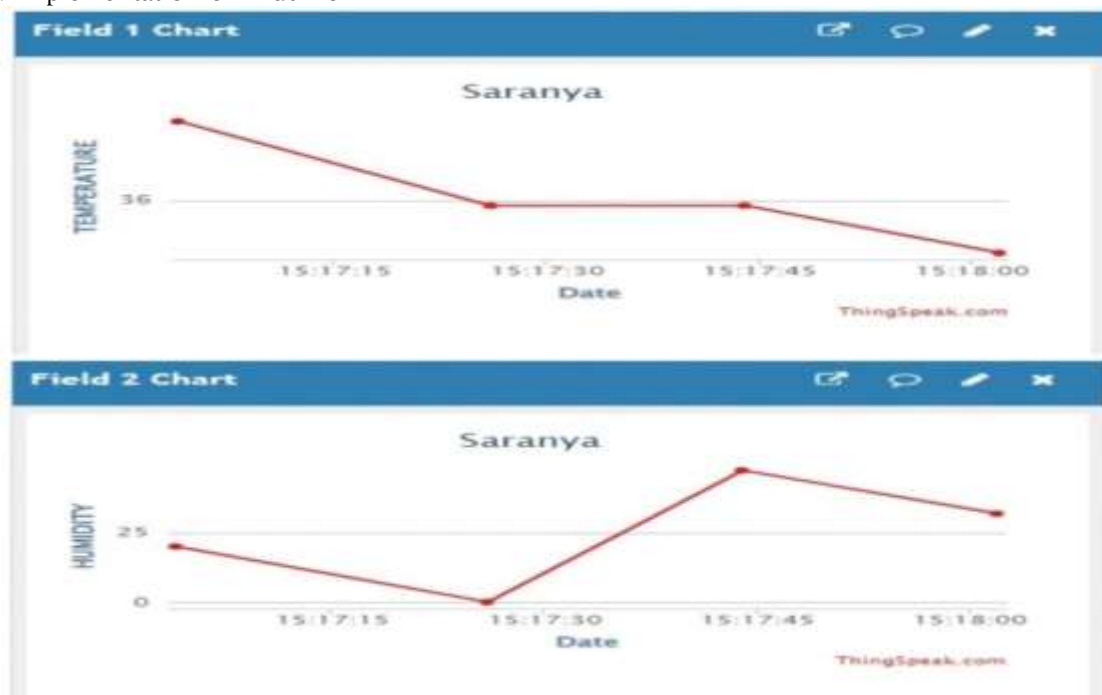 Field 1 Chart
Saranya
TEMPERATURE
36
15:17:15 15:17:30 15:17:45 15:18:00
Date
ThingSpeak.com
Field 2 Chart
Saranya
HUMIDITY
25
0
15:17:15 15:17:30 15:17:45 15:18:00
Date
ThingSpeak.com